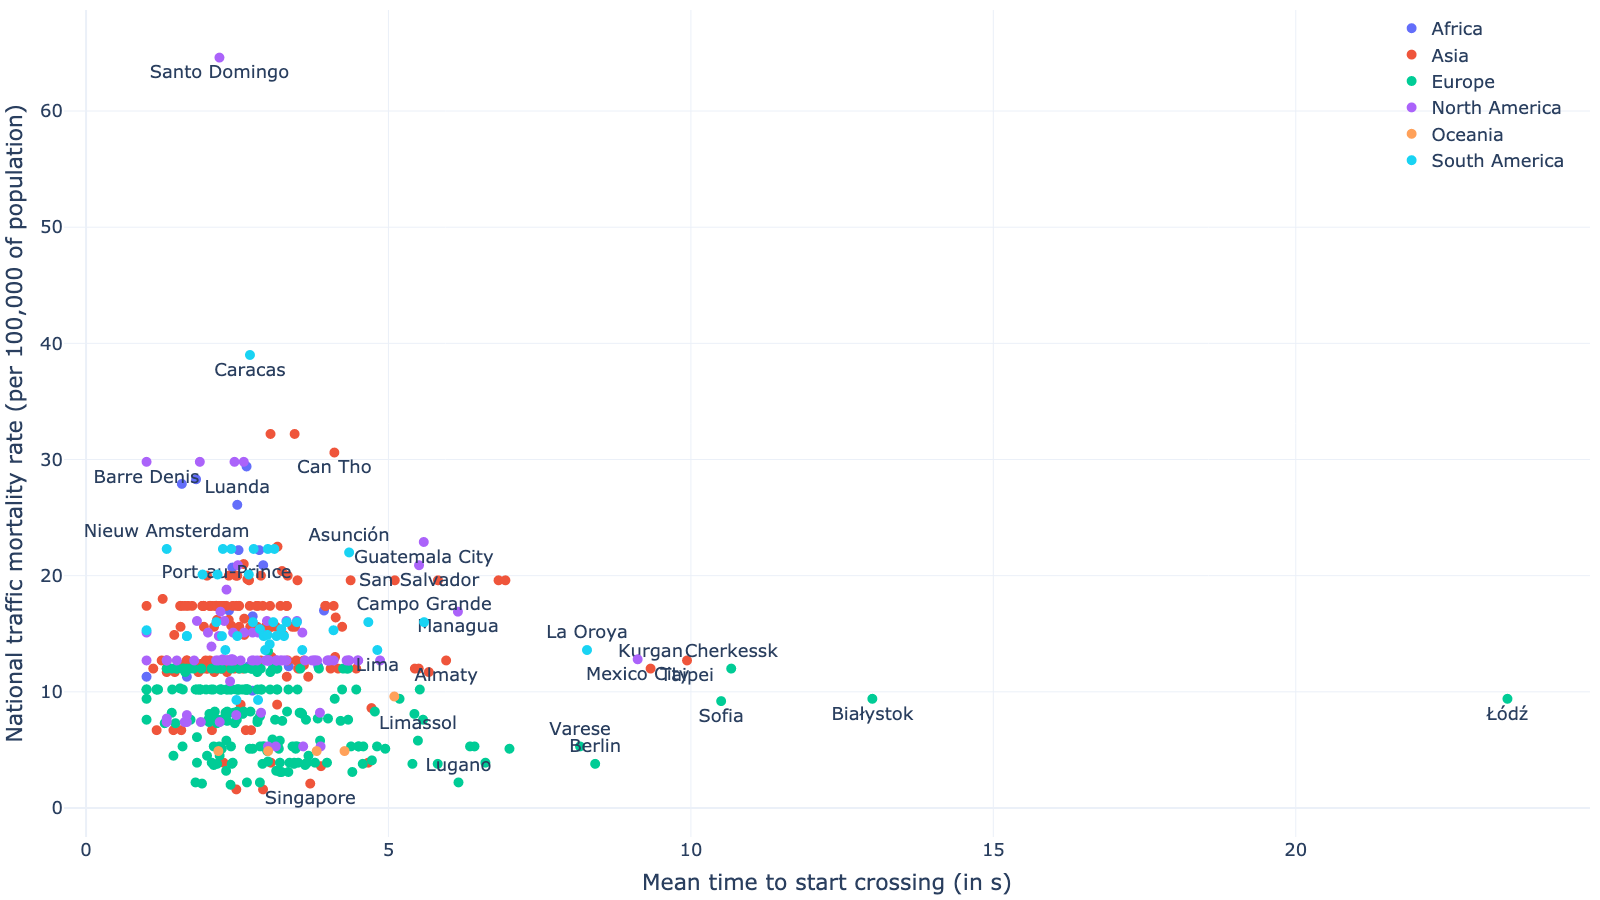 Africa
Asia
Europe
North America
Oceania
South America
National traffic mortality rate (per 100,000 of population)
60
50
40
30
20
10
0
Santo Domingo
Caracas
Can Tho
Barre Denis
Luanda
Nieuw Amsterdam
Asunción
Guatemala City
Port-au-Prince
San Salvador
Campo Grande
Managua
La Oroya
Kurgan
Cherkessk
Lima
Almaty
Mexico City
Taipei
Limassol
Sofia
Białystok
Łódź
Varese
Berlin
Lugano
Singapore
0
5
10
15
20
Mean time to start crossing (in s)